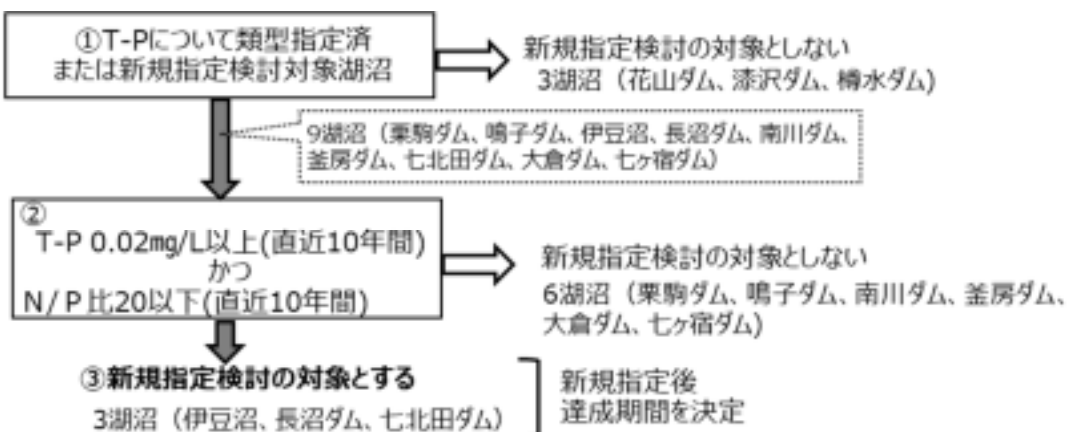 ①T-Pについて類型指定済
または新規指定検討対象湖沼
新規指定検討の対象としない
3湖沼（花山ダム、漆沢ダム、樽水ダム)
9湖沼（栗駒ダム、鳴子ダム、伊豆沼、長沼ダム、南川ダム、
釜房ダム、七北田ダム、大倉ダム、七ヶ宿ダム）
②
T-P 0.02㎎/L以上(直近10年間)
かつ
N/P比20以下(直近10年間)
新規指定検討の対象としない
6湖沼（栗駒ダム、鳴子ダム、南川ダム、釜房ダム、
大倉ダム、七ヶ宿ダム)
③新規指定検討の対象とする
3湖沼（伊豆沼、長沼ダム、七北田ダム）
新規指定後
達成期間を決定